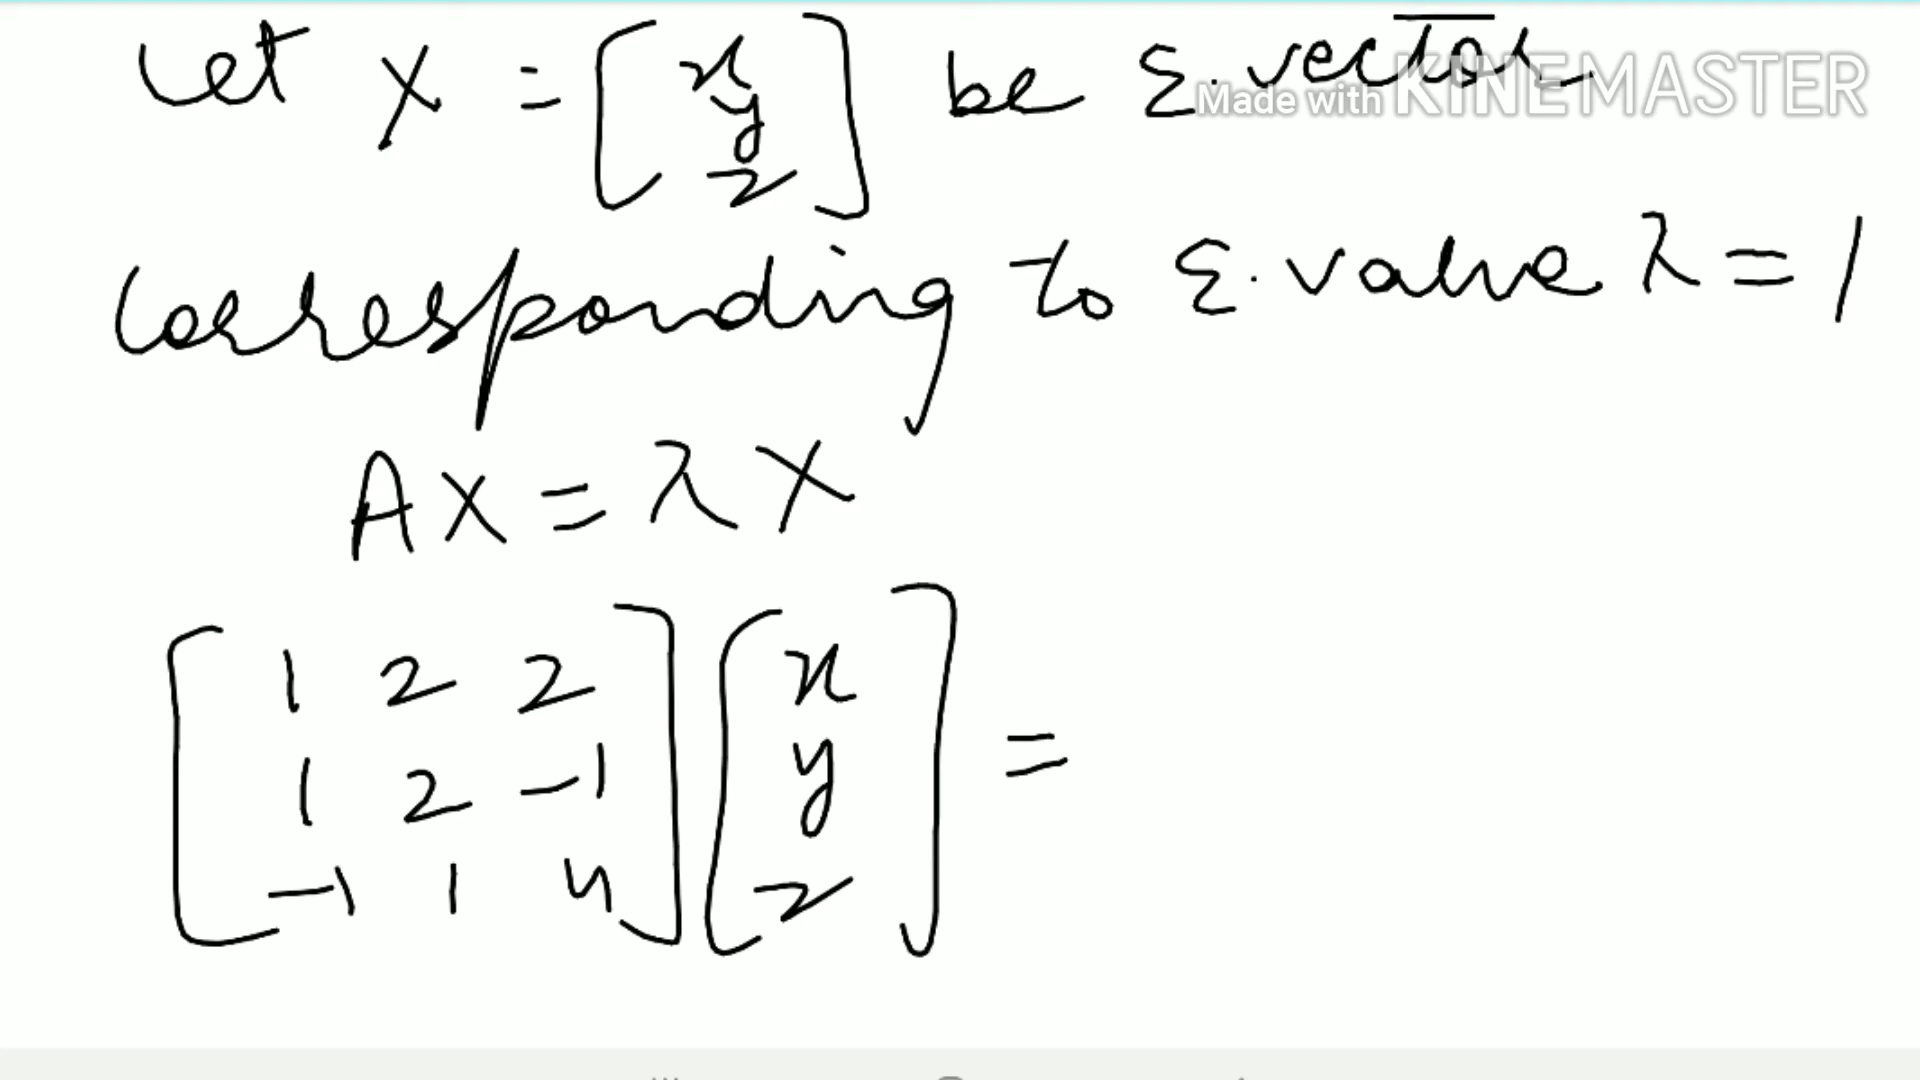 Let X = [x y z] be E.vector
Made with KINEMASTER
corresponding to E.value λ = 1
AX = λX
[1 2 2 1 2 -1 -1 1 4] [x y z] =